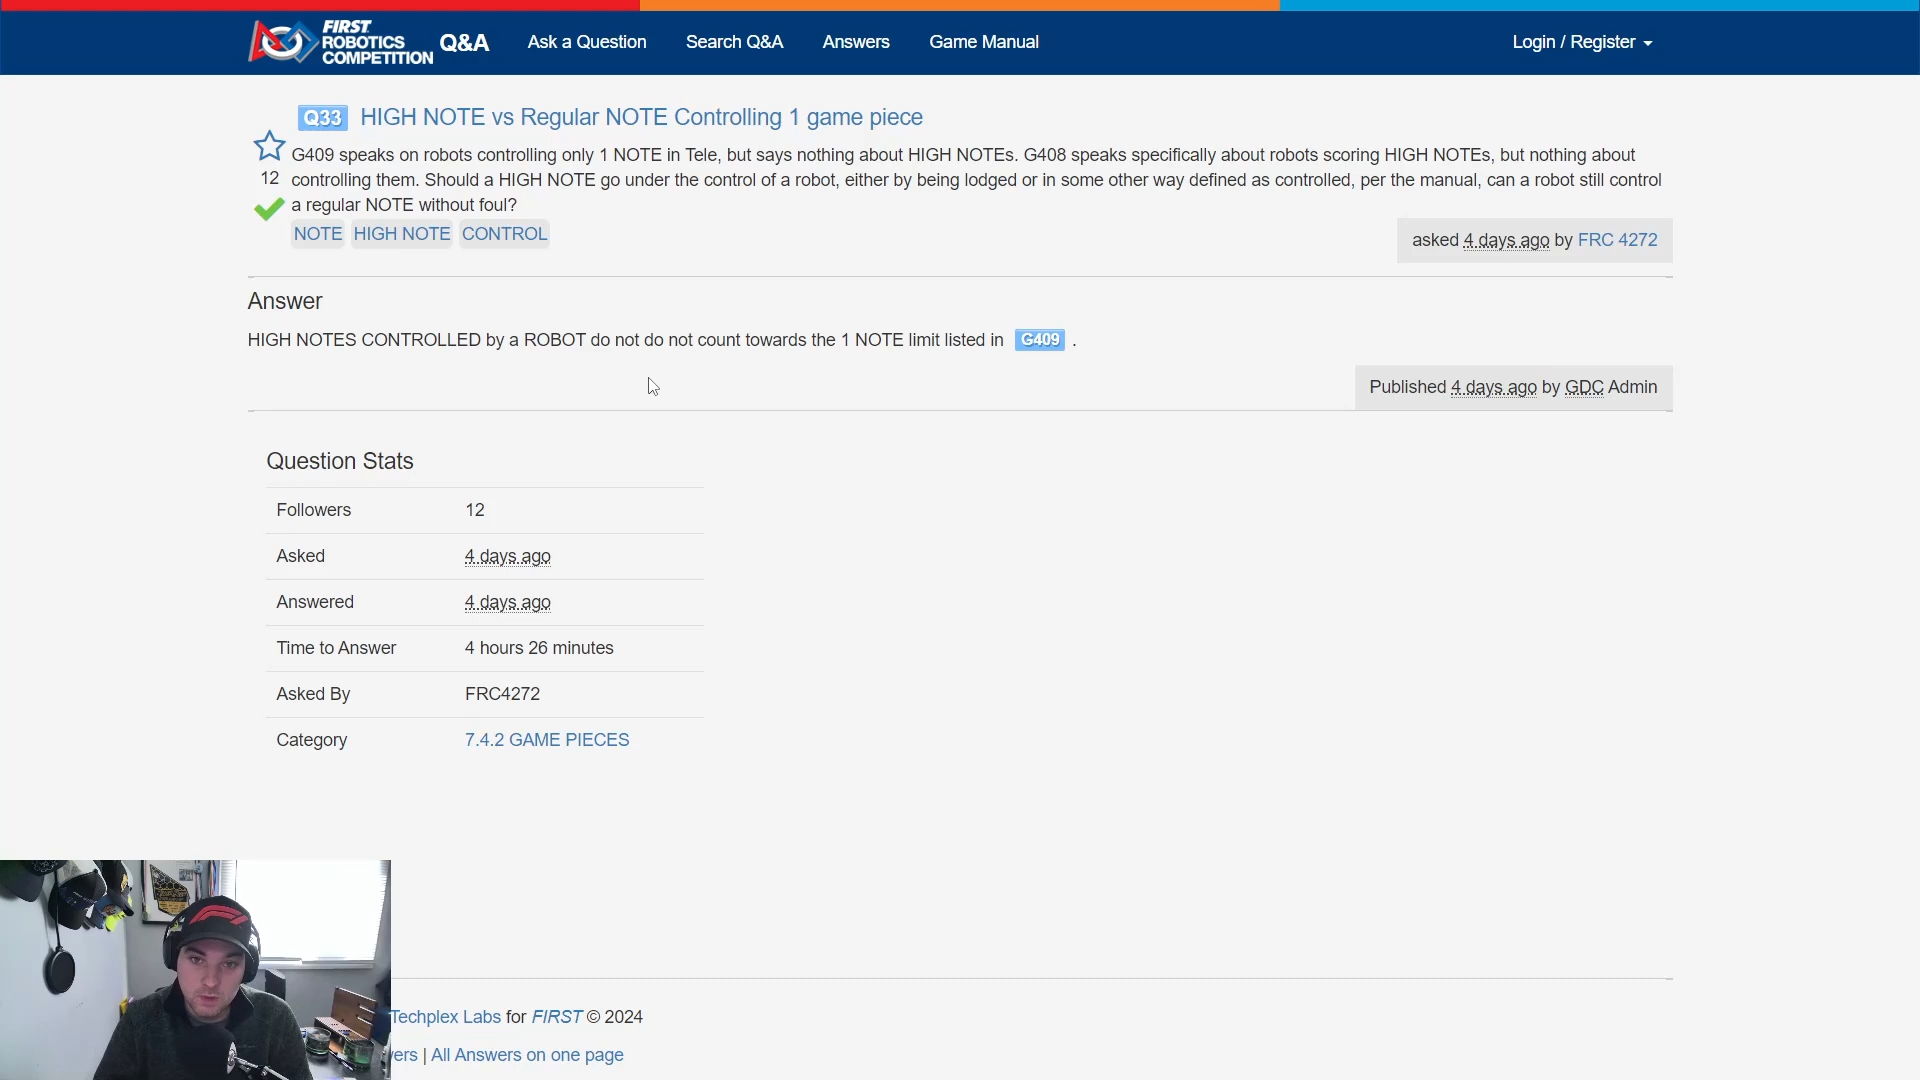 FIRST
ROBOTICS
COMPETITION
Q&A
Ask a Question
Search Q&A
Answers
Game Manual
Login / Register
Q33 HIGH NOTE vs Regular NOTE Controlling 1 game piece
G409 speaks on robots controlling only 1 NOTE in Tele, but says nothing about HIGH NOTEs. G408 speaks specifically about robots scoring HIGH NOTEs, but nothing about
12
controlling them. Should a HIGH NOTE go under the control of a robot, either by being lodged or in some other way defined as controlled, per the manual, can a robot still control
a regular NOTE without foul?
NOTE HIGH NOTE CONTROL
asked 4 days ago by FRC 4272
Answer
HIGH NOTES CONTROLLED by a ROBOT do not do not count towards the 1 NOTE limit listed in G409 .
Published 4 days ago by GDC Admin
Question Stats
Followers 12
Asked 4 days ago
Answered 4 days ago
Time to Answer 4 hours 26 minutes
Asked By FRC4272
Category 7.4.2 GAME PIECES
Techplex Labs for FIRST © 2024
| All Answers on one page